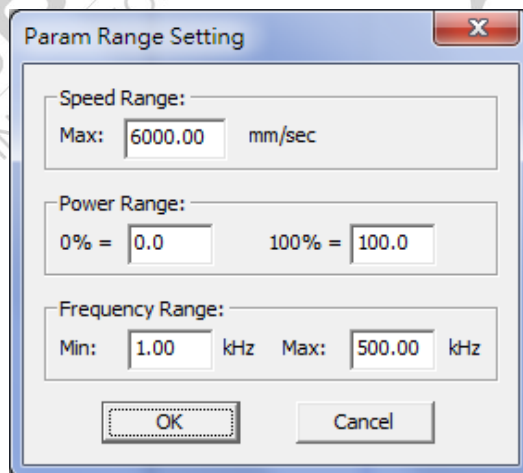 Param Range Setting
Speed Range:
Max: 6000.00 mm/sec
Power Range:
0% = 0.0 100% = 100.0
Frequency Range:
Min: 1.00 kHz Max: 500.00 kHz
OK Cancel